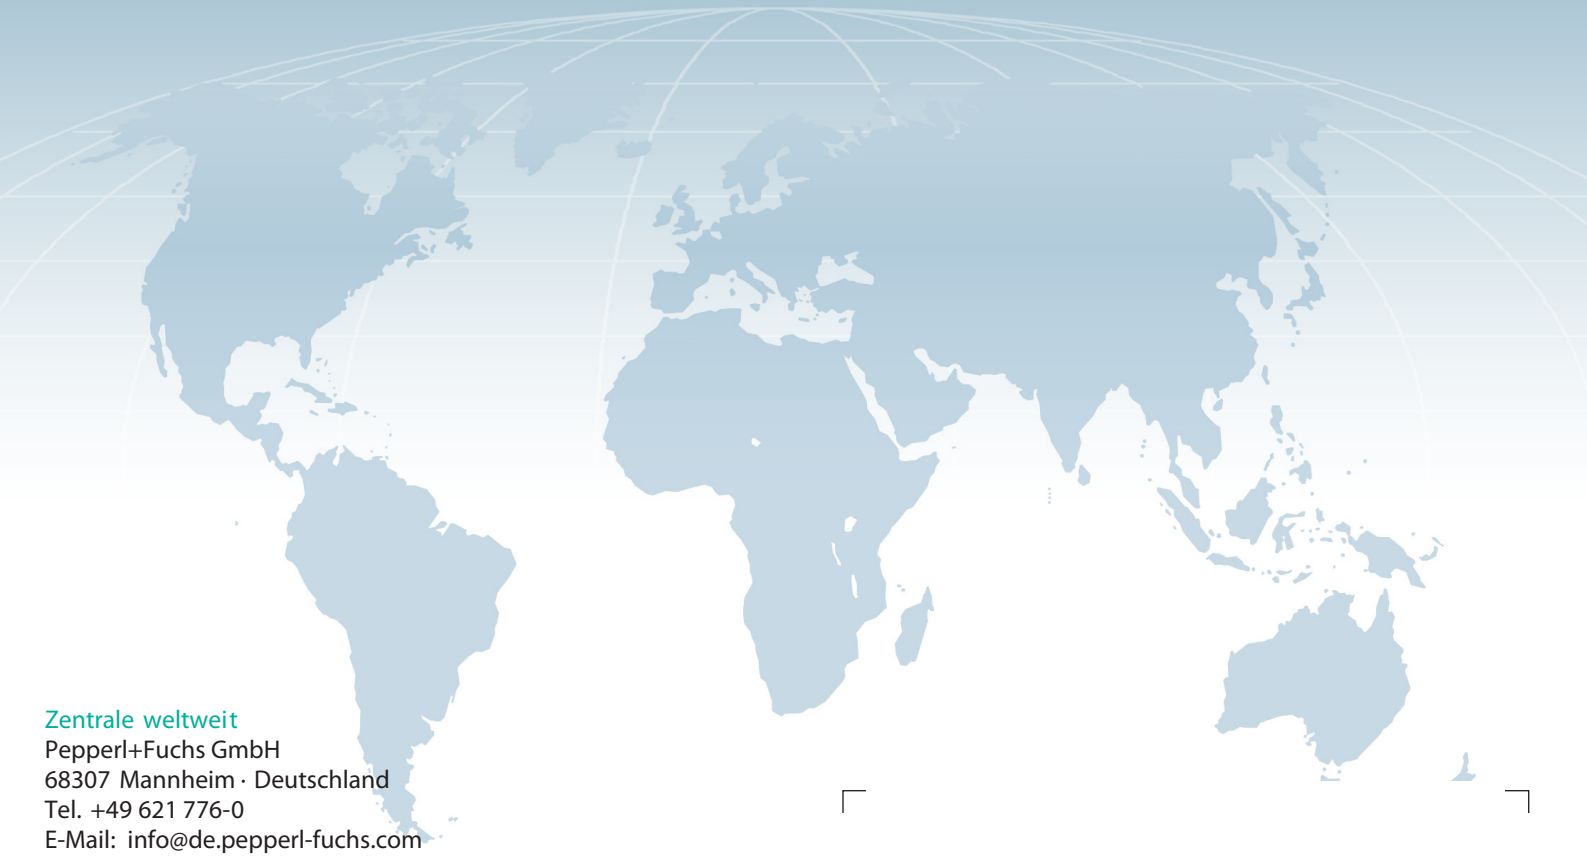 Zentrale weltweit
Pepperl+Fuchs GmbH
68307 Mannheim · Deutschland
Tel. +49 621 776-0
E-Mail: info@de.pepperl-fuchs.com